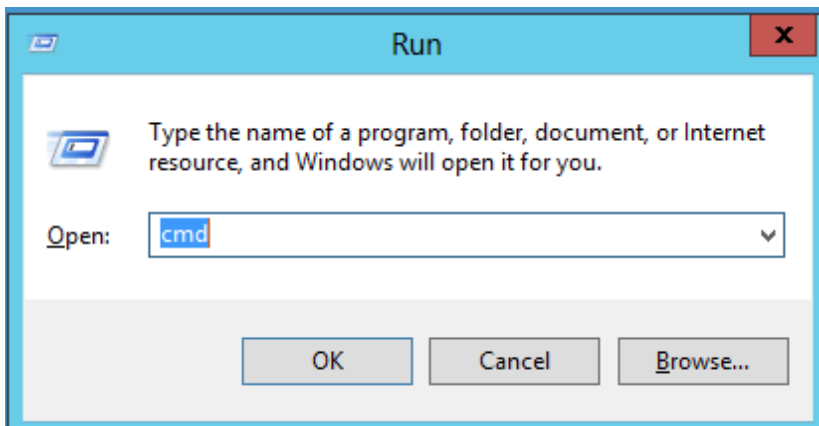 Run
x
Type the name of a program, folder, document, or Internet
resource, and Windows will open it for you.
Open: cmd
OK Cancel Browse...